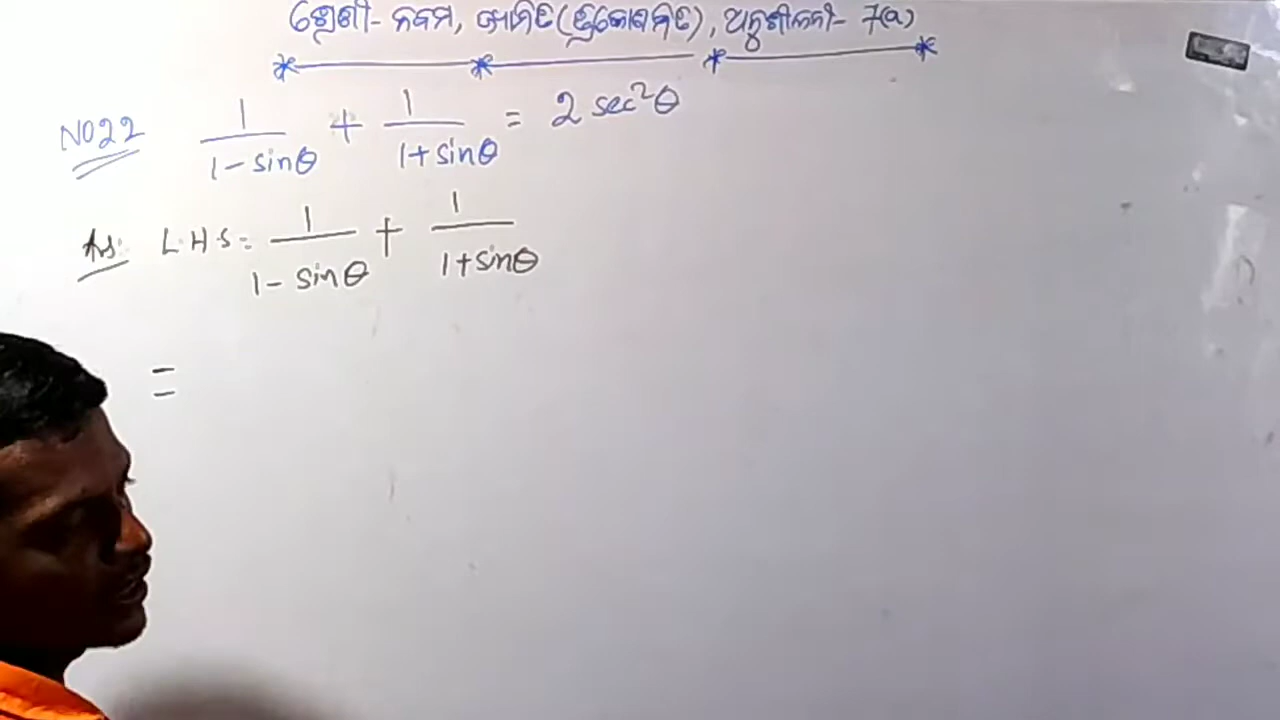 ଶ୍ରେଣୀ- ନବମ, ଗଣିତ(ତ୍ରିକୋଣମିତି), ଅନୁଶୀଳନୀ- 7(a)
NO22 1/(1-sinθ) + 1/(1+sinθ) = 2 sec²θ
Ans: L.H.S = 1/(1-sinθ) + 1/(1+sinθ)
=